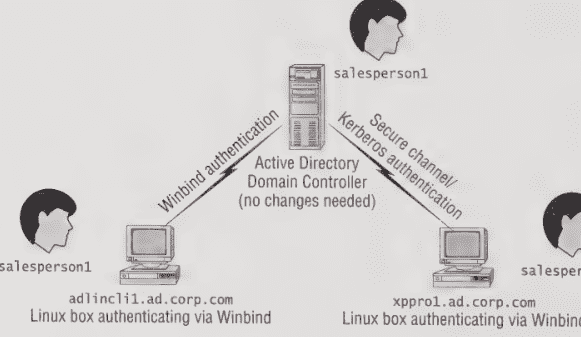 salesperson1
Winbind authentication
Secure channel/
Kerberos authentication
Active Directory
Domain Controller
(no changes needed)
salesperson1
adlincli1.ad.corp.com
Linux box authenticating via Winbind
xppro1.ad.corp.com
Linux box authenticating via Winbind